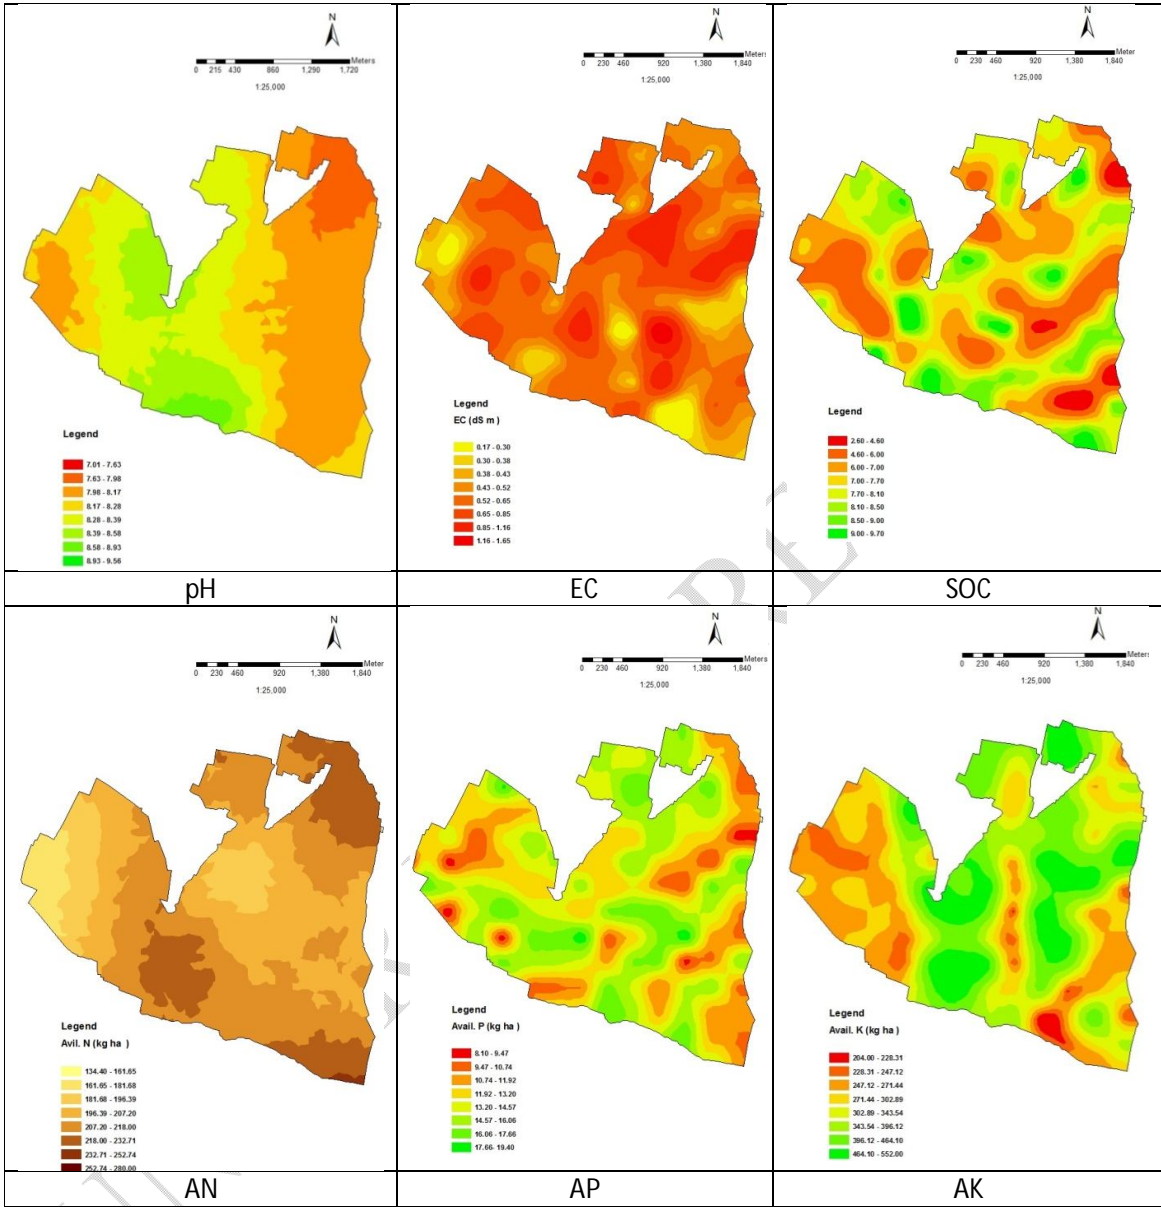 N
Meters
0 215 430 860 1,290 1,720
1:25,000
Legend
7.01 - 7.63
7.63 - 7.98
7.98 - 8.17
8.17 - 8.28
8.28 - 8.39
8.39 - 8.58
8.58 - 8.93
8.93 - 9.56
pH
N
Meters
0 230 460 920 1,380 1,840
1:25,000
Legend
EC (dS m )
0.17 - 0.30
0.30 - 0.38
0.38 - 0.43
0.43 - 0.52
0.52 - 0.65
0.65 - 0.85
0.85 - 1.16
1.16 - 1.65
EC
N
Meter
0 230 460 920 1,380 1,840
1:25,000
Legend
2.60 - 4.60
4.60 - 6.00
6.00 - 7.00
7.00 - 7.70
7.70 - 8.10
8.10 - 8.50
8.50 - 9.00
9.00 - 9.70
SOC
N
Meter
0 230 460 920 1,380 1,840
1:25,000
Legend
Avil. N (kg ha )
134.40 - 161.65
161.65 - 181.68
181.68 - 196.39
196.39 - 207.20
207.20 - 218.00
218.00 - 232.71
232.71 - 252.74
252.74 - 280.00
AN
N
Meters
0 230 460 920 1,380 1,840
1:25,000
Legend
Avail. P (kg ha )
8.10 - 9.47
9.47 - 10.74
10.74 - 11.92
11.92 - 13.20
13.20 - 14.57
14.57 - 16.06
16.06 - 17.66
17.66- 19.40
AP
N
Meters
0 230 460 920 1,380 1,840
1:25,000
Legend
Avail. K (kg ha )
204.00 - 228.31
228.31 - 247.12
247.12 - 271.44
271.44 - 302.89
302.89 - 343.54
343.54 - 396.12
396.12 - 464.10
464.10 - 552.00
AK